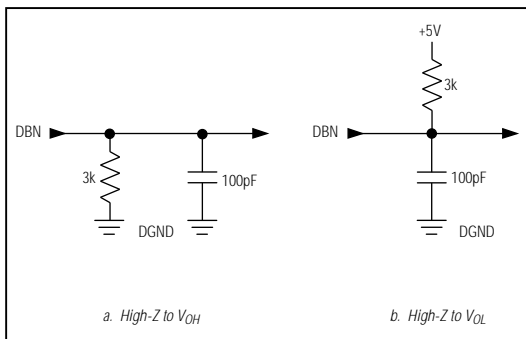 DBN
3k
100pF
DGND
a. High-Z to VOH
+5V
3k
DBN
100pF
DGND
b. High-Z to VOL